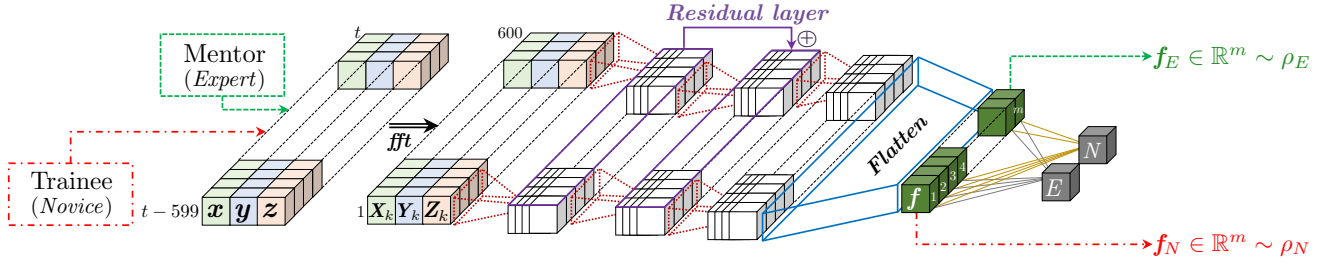 Residual layer
t
600
⊕
Mentor
(Expert)
f_E ∈ ℝ^m ∼ ρ_E
m
fft
Flatten
N
Trainee
(Novice)
t − 599
x y z
1
X_k Y_k Z_k
f
1 2 3 4
E
f_N ∈ ℝ^m ∼ ρ_N